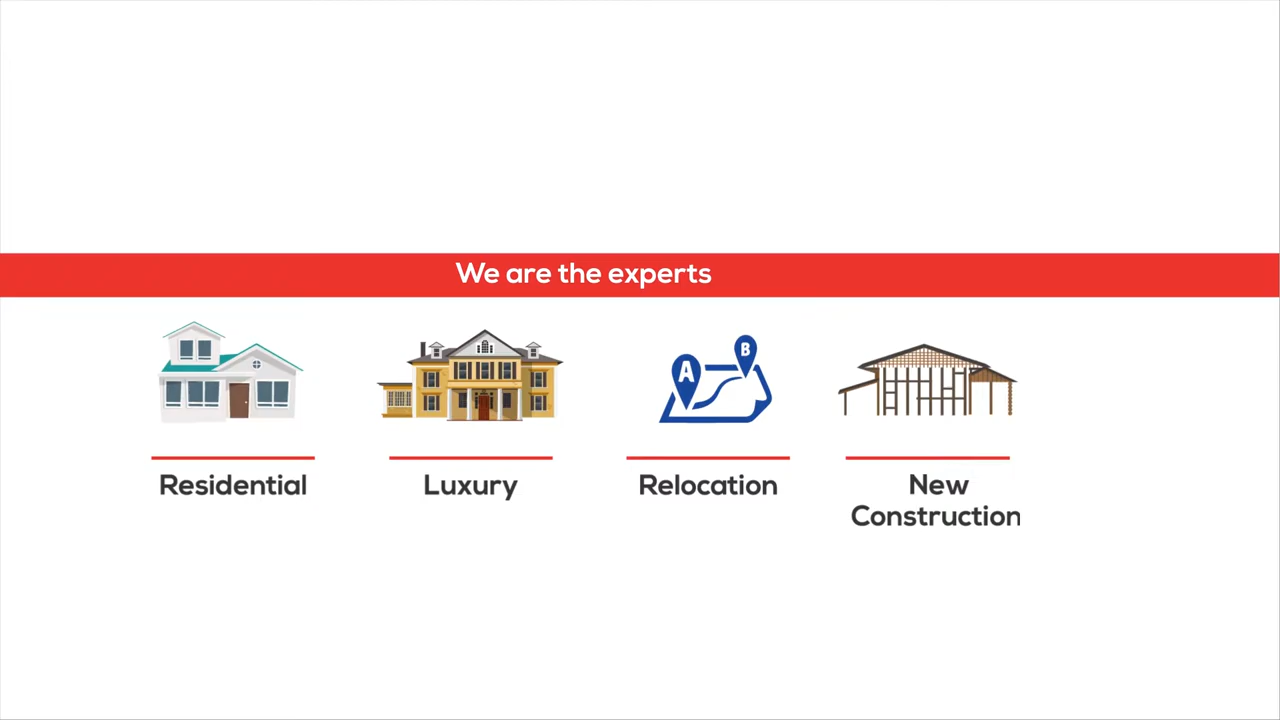 We are the experts
A
B
Residential
Luxury
Relocation
New
Construction